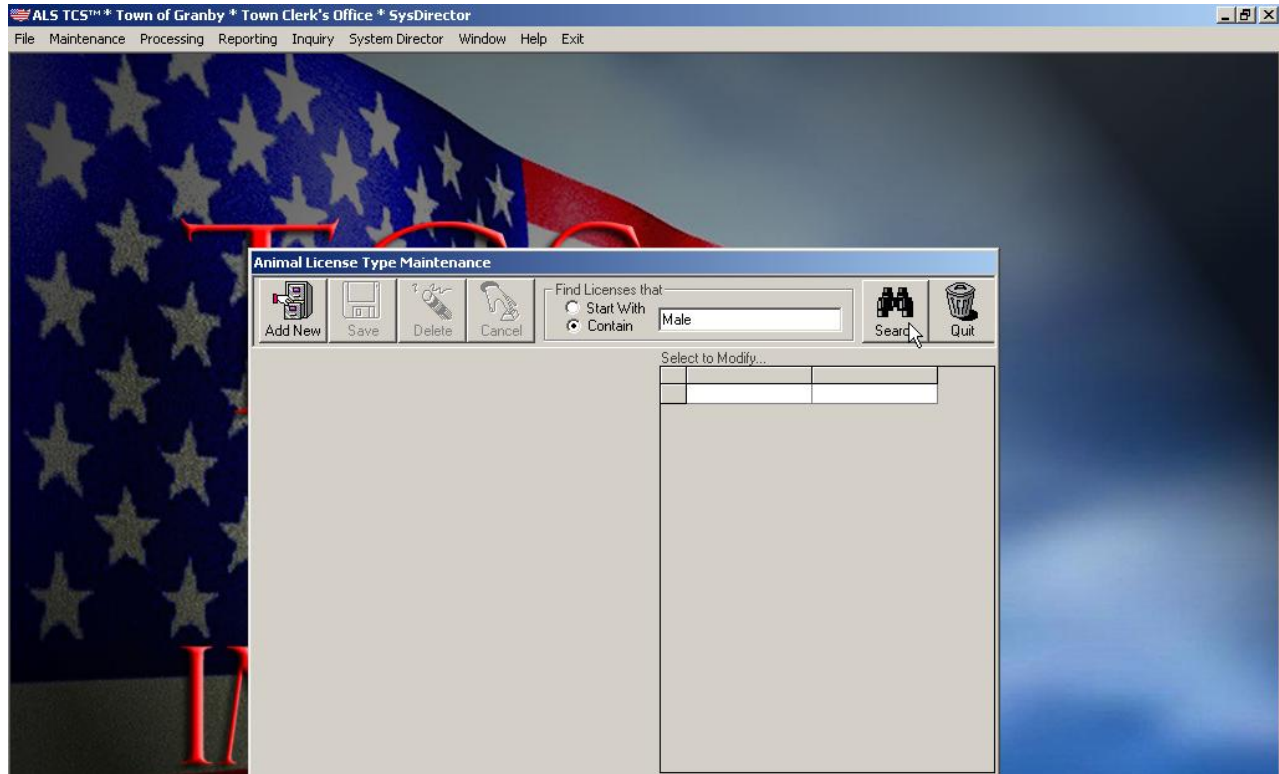 ALS TCS™* Town of Granby * Town Clerk's Office * SysDirector
File Maintenance Processing Reporting Inquiry System Director Window Help Exit
TCS
Animal License Type Maintenance
Add New Save Delete Cancel
Find Licenses that
Start With
Contain
Male
Search Quit
Select to Modify...